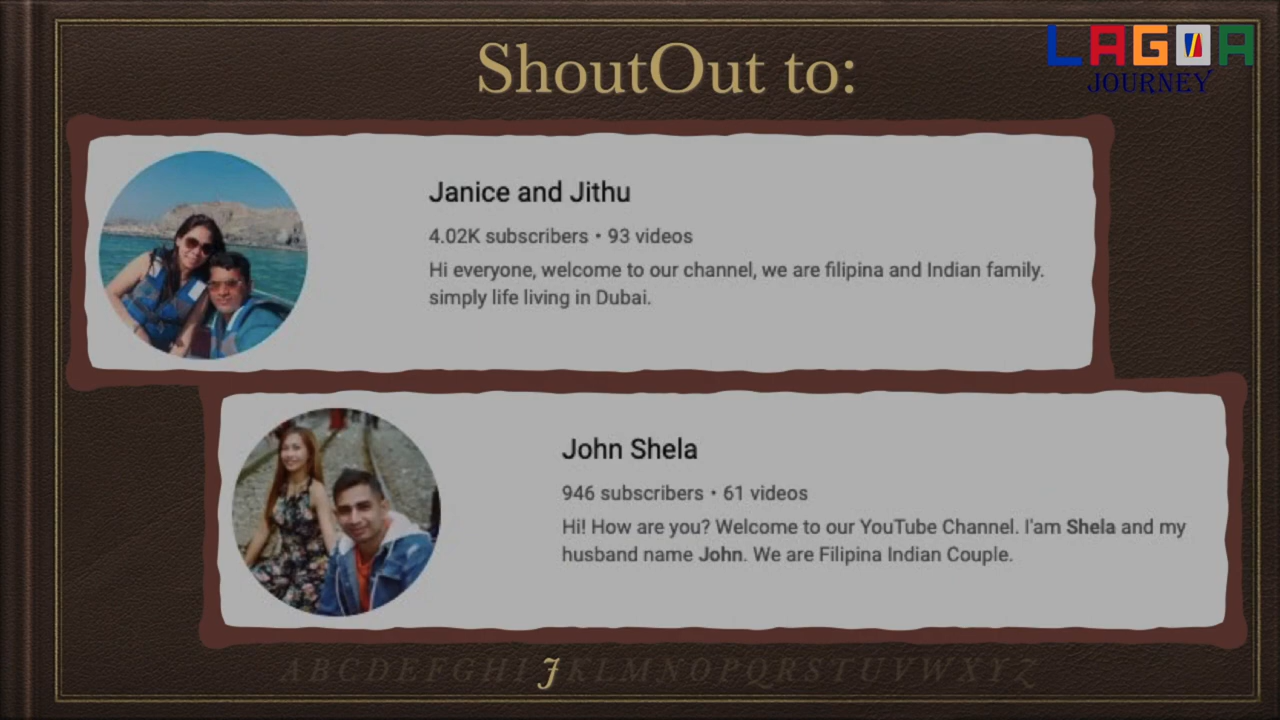 ShoutOut to:
LAGOA
JOURNEY
Janice and Jithu
4.02K subscribers • 93 videos
Hi everyone, welcome to our channel, we are filipina and Indian family.
simply life living in Dubai.
John Shela
946 subscribers • 61 videos
Hi! How are you? Welcome to our YouTube Channel. I'am Shela and my
husband name John. We are Filipina Indian Couple.
ABCDEFGHIJKLMNOPQRSTUVWXYZ